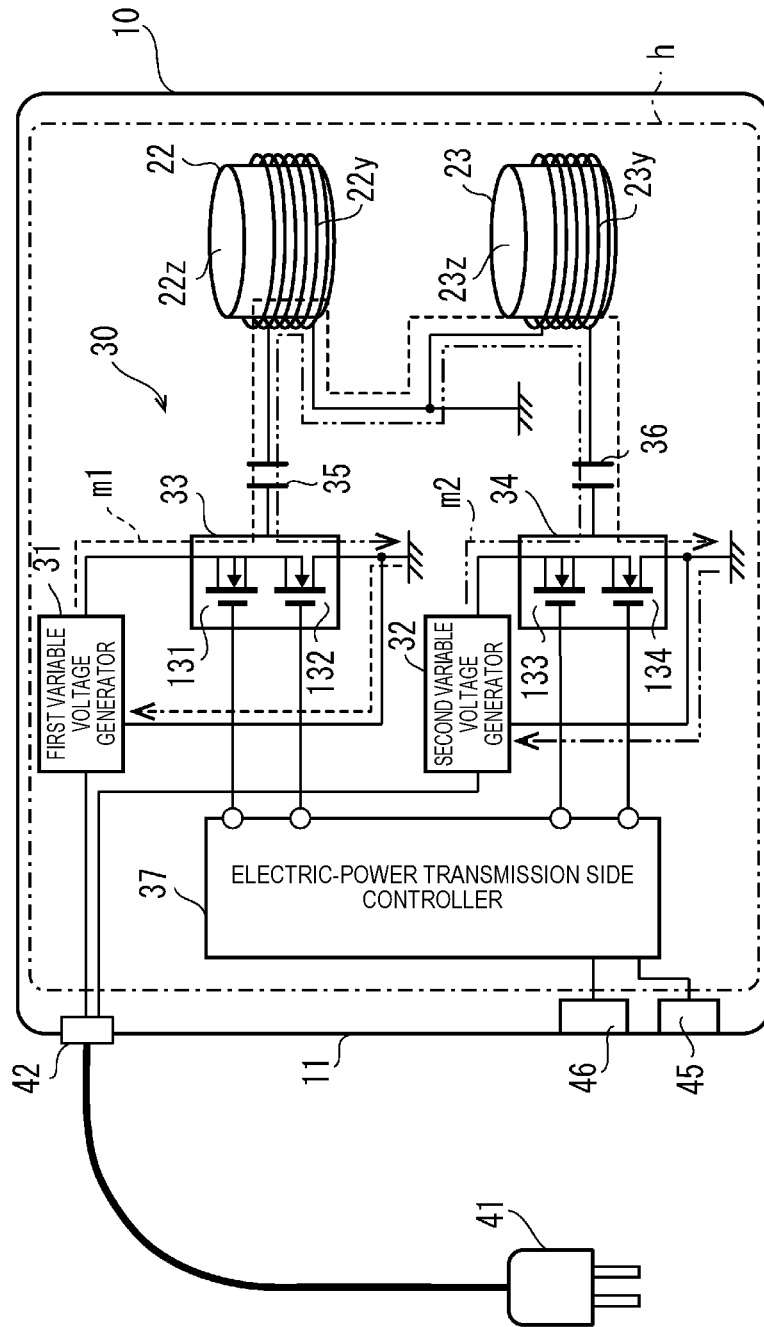 10
h
22
22z
22y
23
23z
23y
30
35
36
m1
33
m2
34
31
FIRST VARIABLE
VOLTAGE
GENERATOR
131
132
32
SECOND VARIABLE
VOLTAGE
GENERATOR
133
134
37
ELECTRIC-POWER TRANSMISSION SIDE
CONTROLLER
42
11
46
45
41